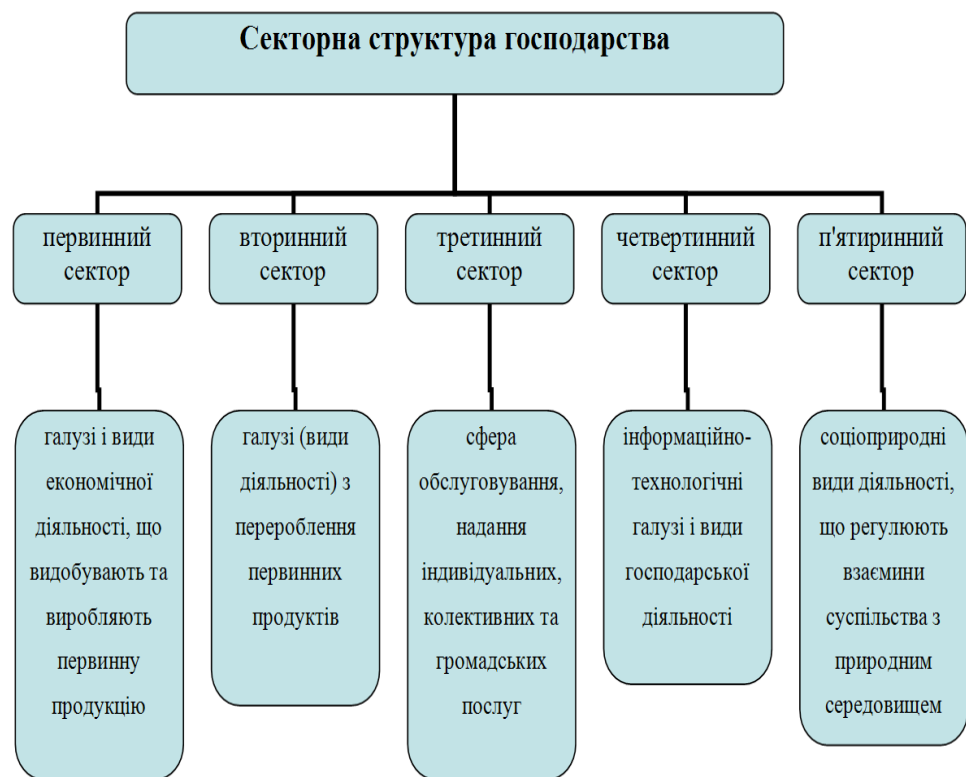 Секторна структура господарства
первинний
сектор
вторинний
сектор
третинний
сектор
четвертинний
сектор
п'ятиринний
сектор
галузі і види
економічної
діяльності, що
видобувають та
виробляють
первинну
продукцію
галузі (види
діяльності) з
перероблення
первинних
продуктів
сфера
обслуговування,
надання
індивідуальних,
колективних та
громадських
послуг
інформаційно-
технологічні
галузі і види
господарської
діяльності
соціоприродні
види діяльності,
що регулюють
взаємини
суспільства з
природним
середовищем